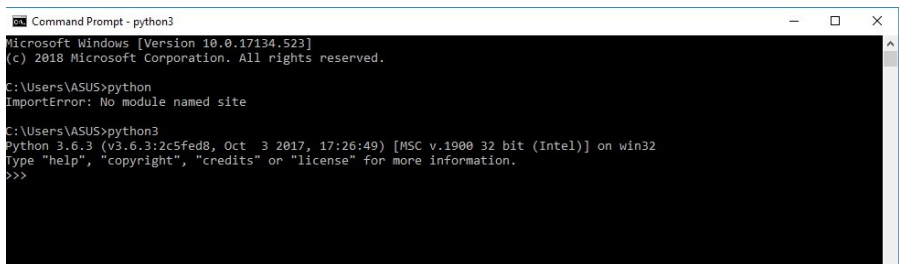 Command Prompt - python3
Microsoft Windows [Version 10.0.17134.523]
(c) 2018 Microsoft Corporation. All rights reserved.
C:\Users\ASUS>python
ImportError: No module named site
C:\Users\ASUS>python3
Python 3.6.3 (v3.6.3:2c5fed8, Oct  3 2017, 17:26:49) [MSC v.1900 32 bit (Intel)] on win32
Type "help", "copyright", "credits" or "license" for more information.
>>>